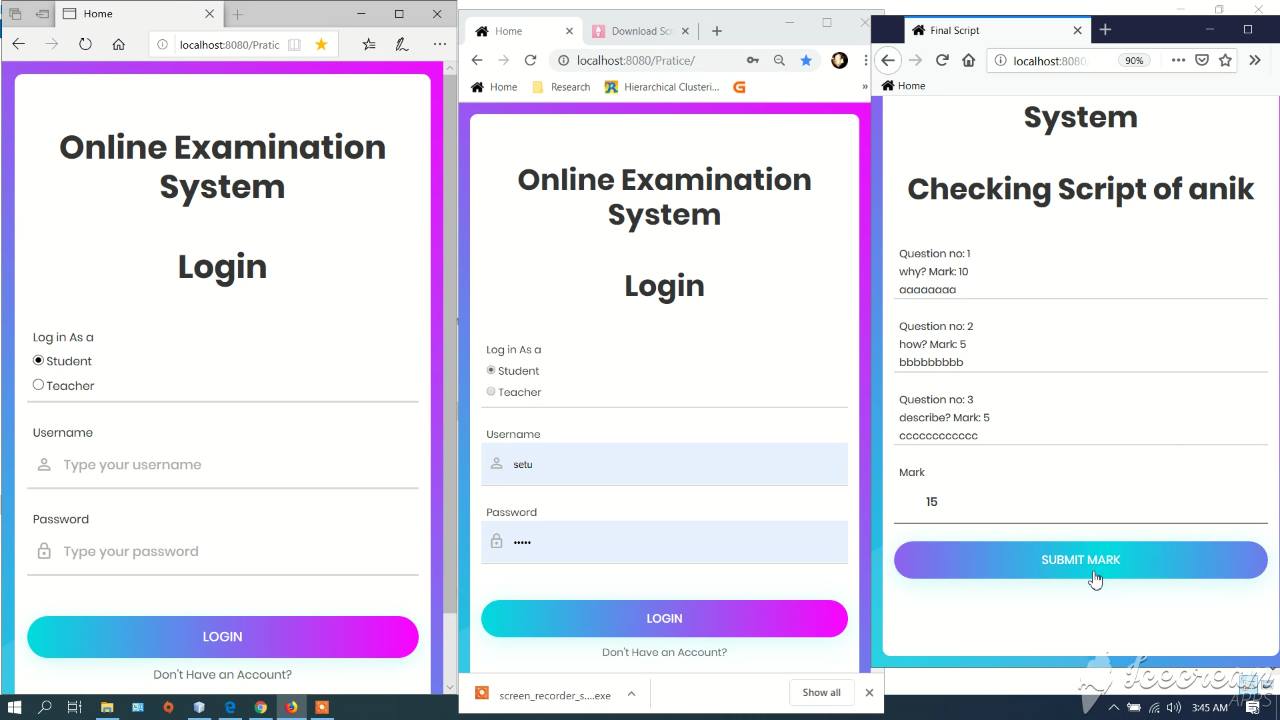 Home
localhost:8080/Pratic
Online Examination
System
Login
Log in As a
Student
Teacher
Username
Type your username
Password
Type your password
LOGIN
Don't Have an Account?
Home
Download Scr
localhost:8080/Pratice/
Home
Research
Hierarchical Clusteri...
Online Examination
System
Login
Log in As a
Student
Teacher
Username
setu
Password
•••••
LOGIN
Don't Have an Account?
screen_recorder_s....exe
Show all
Final Script
localhost:8080
90%
Home
System
Checking Script of anik
Question no: 1
why? Mark: 10
aaaaaaaa
Question no: 2
how? Mark: 5
bbbbbbbbb
Question no: 3
describe? Mark: 5
cccccccccccc
Mark
15
SUBMIT MARK
Icecream
APPS
3:45 AM